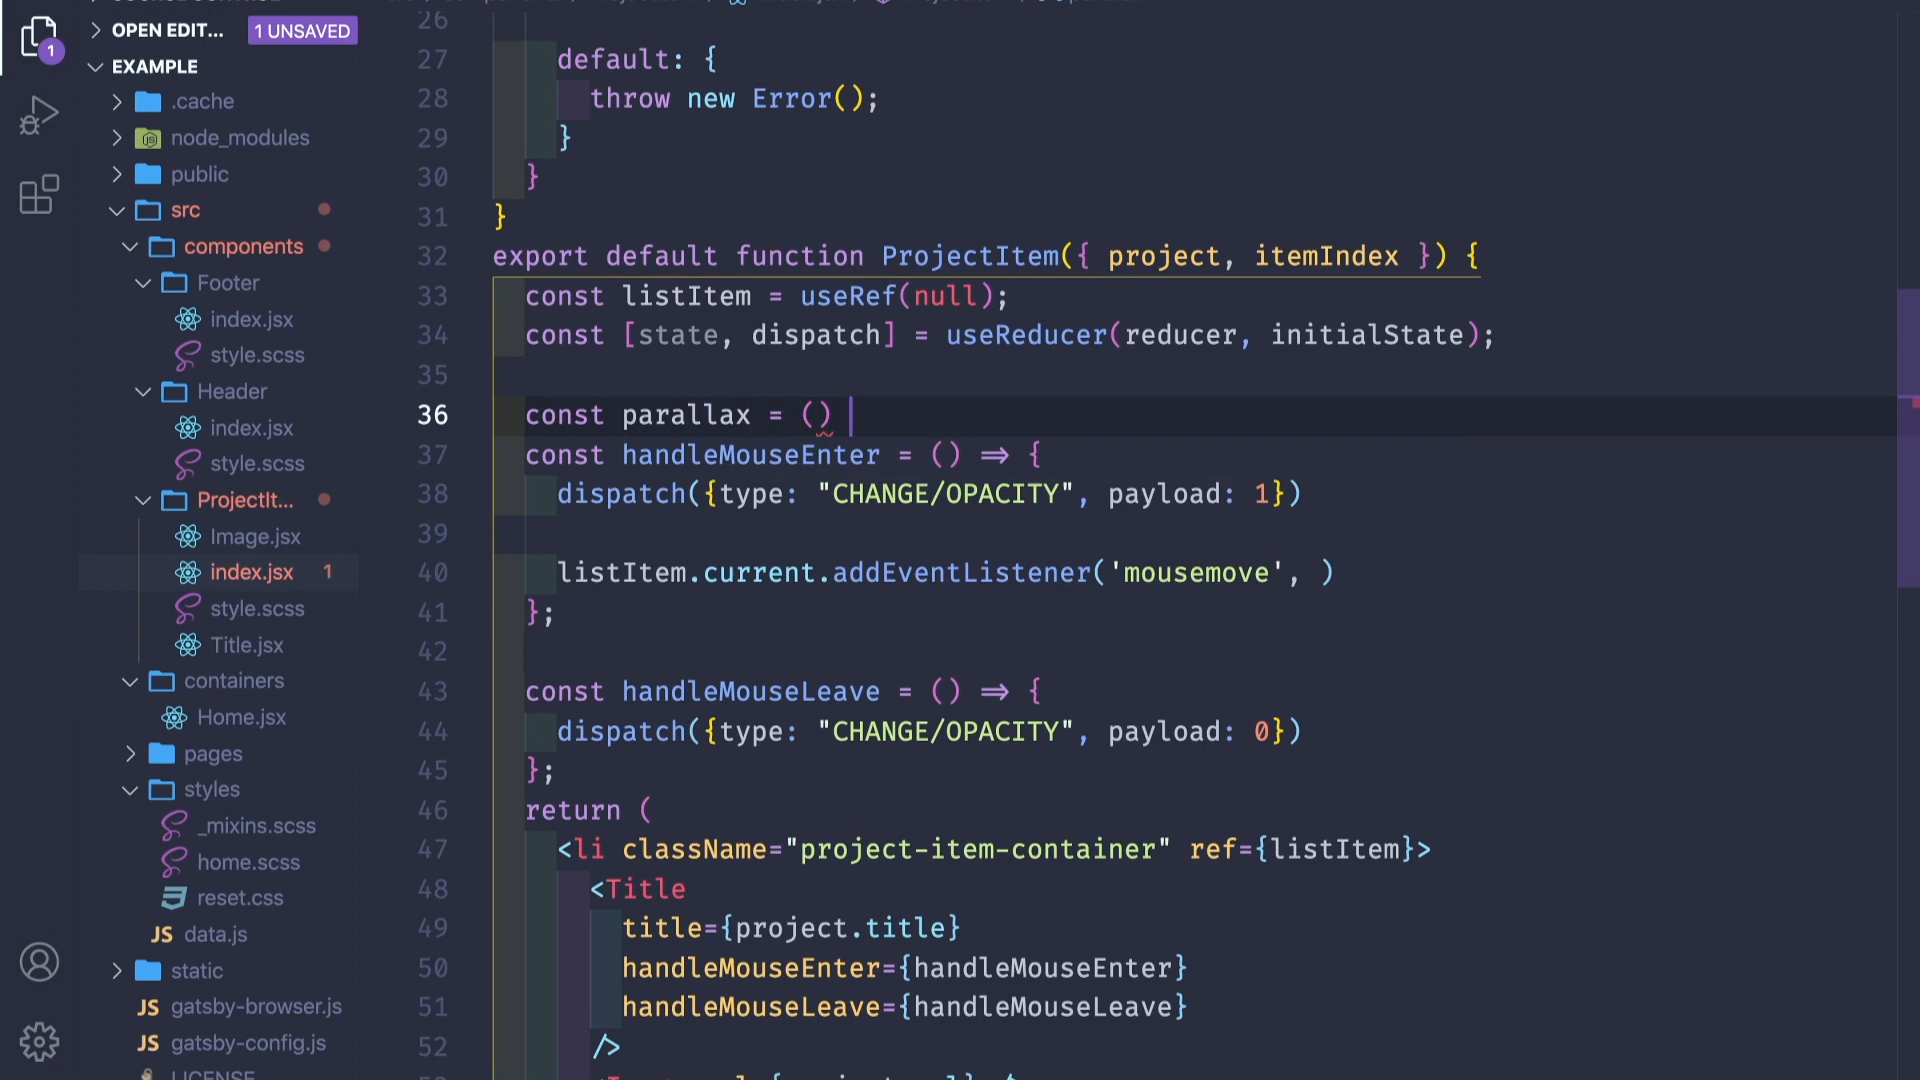 OPEN EDIT... 1 UNSAVED
1
EXAMPLE
.cache
node_modules
public
src
components
Footer
index.jsx
style.scss
Header
index.jsx
style.scss
ProjectIt...
Image.jsx
index.jsx 1
style.scss
Title.jsx
containers
Home.jsx
pages
styles
_mixins.scss
home.scss
reset.css
JS data.js
static
JS gatsby-browser.js
JS gatsby-config.js
LICENSE
26
27 default: {
28 throw new Error();
29 }
30 }
31 }
32 export default function ProjectItem({ project, itemIndex }) {
33 const listItem = useRef(null);
34 const [state, dispatch] = useReducer(reducer, initialState);
35
36 const parallax = ()
37 const handleMouseEnter = () => {
38 dispatch({type: "CHANGE/OPACITY", payload: 1})
39
40 listItem.current.addEventListener('mousemove', )
41 };
42
43 const handleMouseLeave = () => {
44 dispatch({type: "CHANGE/OPACITY", payload: 0})
45 };
46 return (
47 <li className="project-item-container" ref={listItem}>
48 <Title
49 title={project.title}
50 handleMouseEnter={handleMouseEnter}
51 handleMouseLeave={handleMouseLeave}
52 />